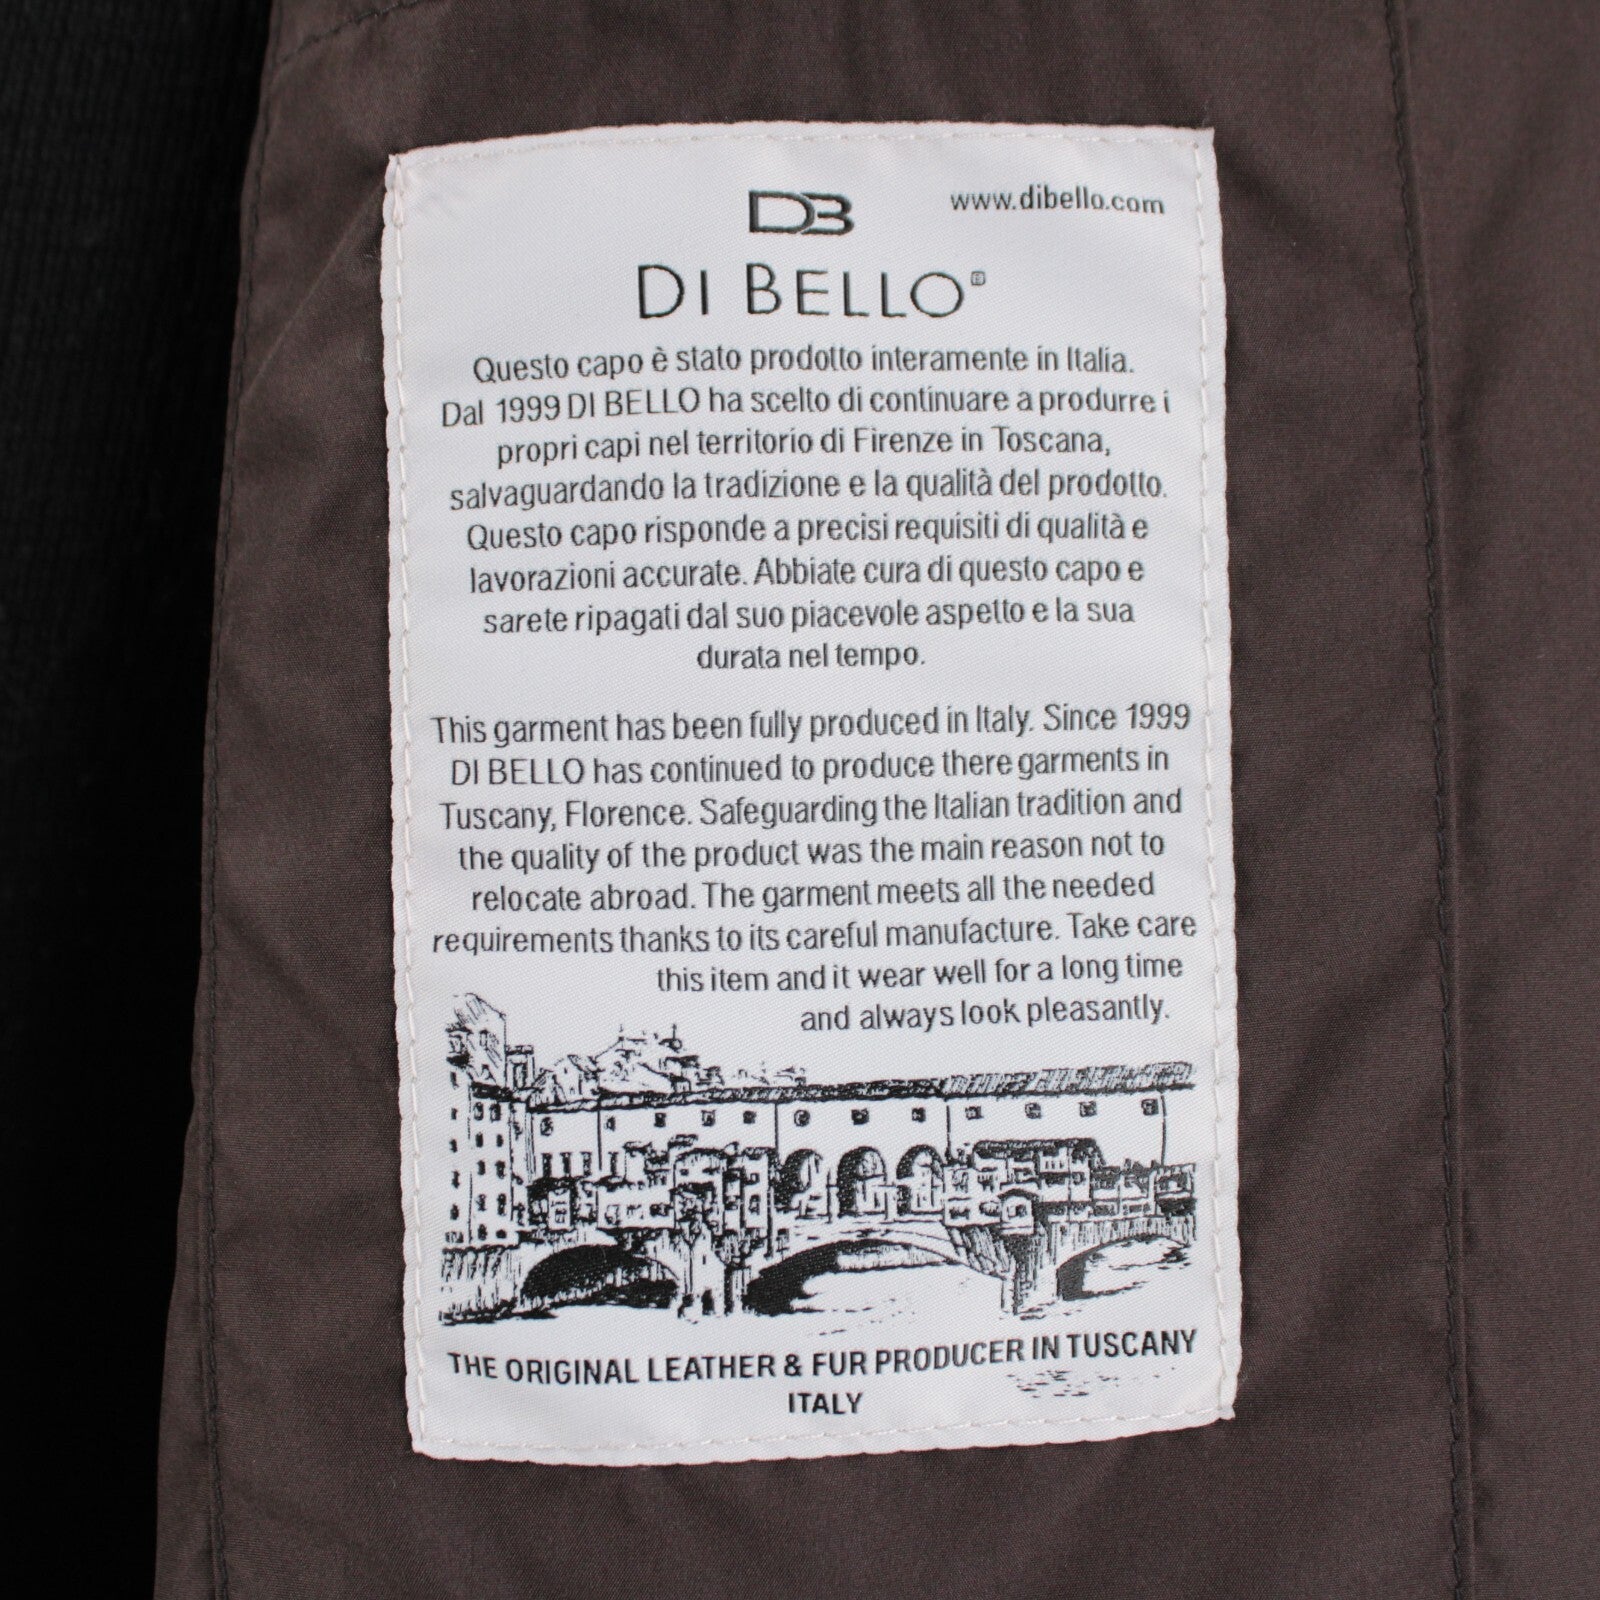 DB
www.dibello.com
DI BELLO®
Questo capo è stato prodotto interamente in Italia.
Dal 1999 DI BELLO ha scelto di continuare a produrre i
propri capi nel territorio di Firenze in Toscana,
salvaguardando la tradizione e la qualità del prodotto.
Questo capo risponde a precisi requisiti di qualità e
lavorazioni accurate. Abbiate cura di questo capo e
sarete ripagati dal suo piacevole aspetto e la sua
durata nel tempo.
This garment has been fully produced in Italy. Since 1999
DI BELLO has continued to produce there garments in
Tuscany, Florence. Safeguarding the Italian tradition and
the quality of the product was the main reason not to
relocate abroad. The garment meets all the needed
requirements thanks to its careful manufacture. Take care
this item and it wear well for a long time
and always look pleasantly.
THE ORIGINAL LEATHER & FUR PRODUCER IN TUSCANY
ITALY